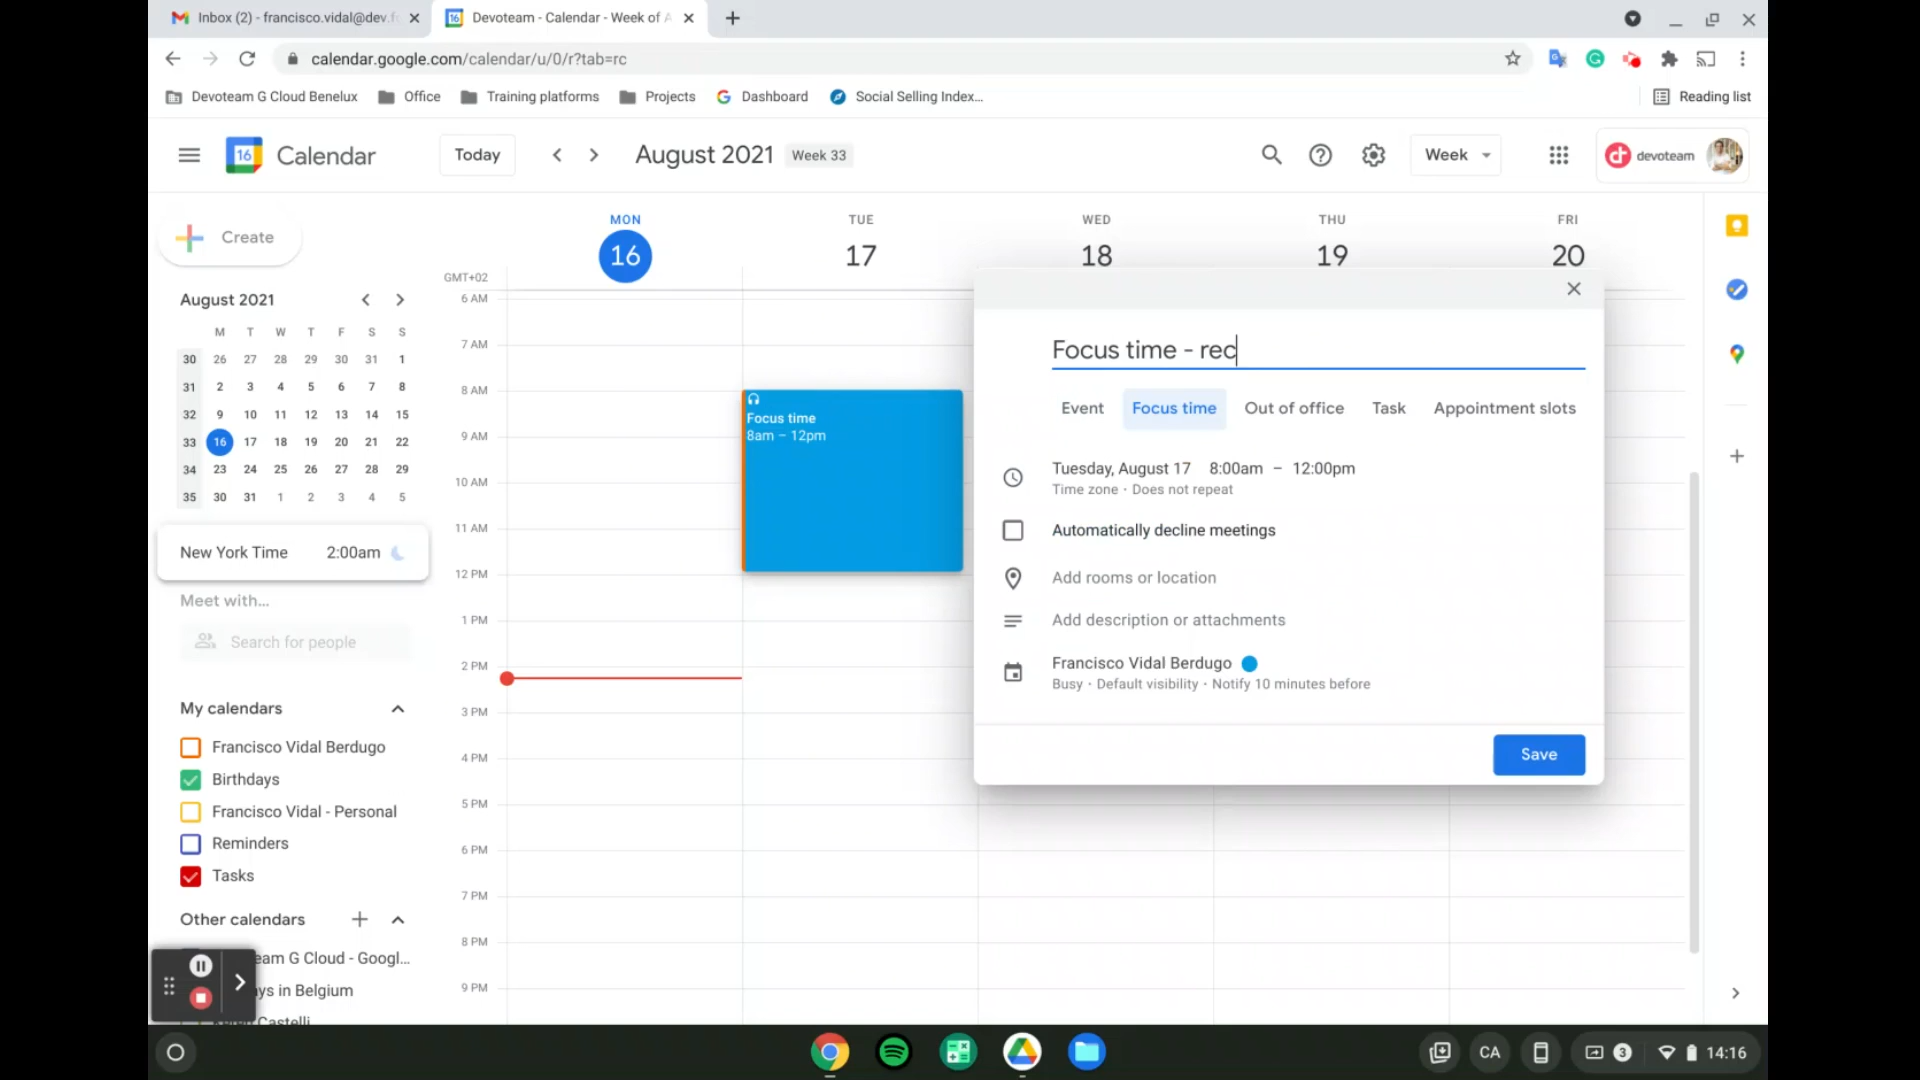 Inbox (2) - francisco.vidal@dev.f
Devoteam - Calendar - Week of A
calendar.google.com/calendar/u/0/r?tab=rc
Devoteam G Cloud Benelux
Office
Training platforms
Projects
Dashboard
Social Selling Index...
Reading list
16
Calendar
Today
August 2021
Week 33
Week
devoteam
Create
August 2021
M T W T F S S
30 26 27 28 29 30 31 1
31 2 3 4 5 6 7 8
32 9 10 11 12 13 14 15
33 16 17 18 19 20 21 22
34 23 24 25 26 27 28 29
35 30 31 1 2 3 4 5
New York Time 2:00am
Meet with...
Search for people
My calendars
Francisco Vidal Berdugo
Birthdays
Francisco Vidal - Personal
Reminders
Tasks
Other calendars
eam G Cloud - Googl...
ays in Belgium
Castelli
MON
16
TUE
17
WED
18
THU
19
FRI
20
GMT+02
6 AM
7 AM
8 AM
9 AM
10 AM
11 AM
12 PM
1 PM
2 PM
3 PM
4 PM
5 PM
6 PM
7 PM
8 PM
9 PM
Focus time
8am – 12pm
Focus time - rec
Event
Focus time
Out of office
Task
Appointment slots
Tuesday, August 17 8:00am – 12:00pm
Time zone · Does not repeat
Automatically decline meetings
Add rooms or location
Add description or attachments
Francisco Vidal Berdugo
Busy · Default visibility · Notify 10 minutes before
Save
CA
3
14:16